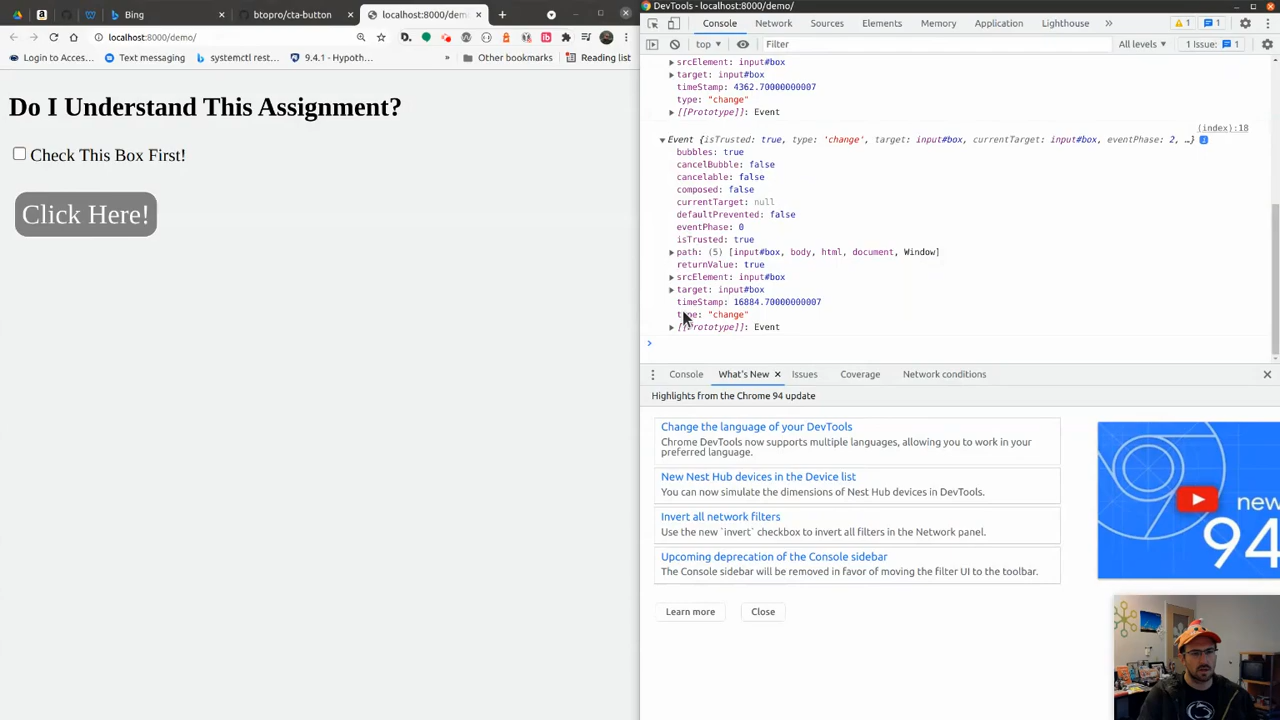 Bing
btopro/cta-button
localhost:8000/demo/
localhost:8000/demo/
Login to Acces...
Text messaging
systemctl restart...
9.4.1 - Hypoth...
»
Other bookmarks
Reading list
Do I Understand This Assignment?
Check This Box First!
Click Here!
DevTools - localhost:8000/demo/
Console Network Sources Elements Memory Application Lighthouse » 1 1
top Filter All levels 1 Issue: 1
srcElement: input#box
target: input#box
timeStamp: 4362.70000000007
type: "change"
[[Prototype]]: Event
(index):18
Event {isTrusted: true, type: 'change', target: input#box, currentTarget: input#box, eventPhase: 2, …}
bubbles: true
cancelBubble: false
cancelable: false
composed: false
currentTarget: null
defaultPrevented: false
eventPhase: 0
isTrusted: true
path: (5) [input#box, body, html, document, Window]
returnValue: true
srcElement: input#box
target: input#box
timeStamp: 16884.70000000007
type: "change"
[[Prototype]]: Event
Console What's New Issues Coverage Network conditions
Highlights from the Chrome 94 update
Change the language of your DevTools
Chrome DevTools now supports multiple languages, allowing you to work in your
preferred language.
New Nest Hub devices in the Device list
You can now simulate the dimensions of Nest Hub devices in DevTools.
Invert all network filters
Use the new `invert` checkbox to invert all filters in the Network panel.
Upcoming deprecation of the Console sidebar
The Console sidebar will be removed in favor of moving the filter UI to the toolbar.
Learn more
Close
new
94